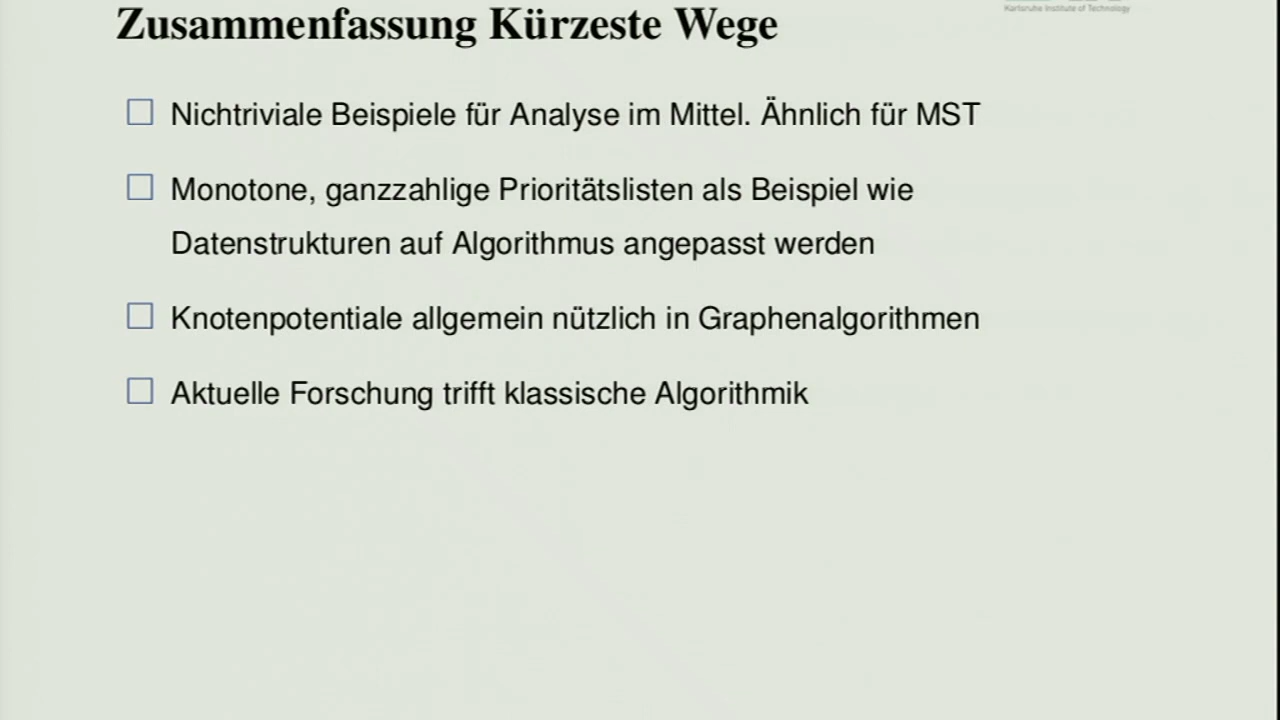 Karlsruhe Institute of Technology
Zusammenfassung Kürzeste Wege
Nichtriviale Beispiele für Analyse im Mittel. Ähnlich für MST
Monotone, ganzzahlige Prioritätslisten als Beispiel wie
Datenstrukturen auf Algorithmus angepasst werden
Knotenpotentiale allgemein nützlich in Graphenalgorithmen
Aktuelle Forschung trifft klassische Algorithmik